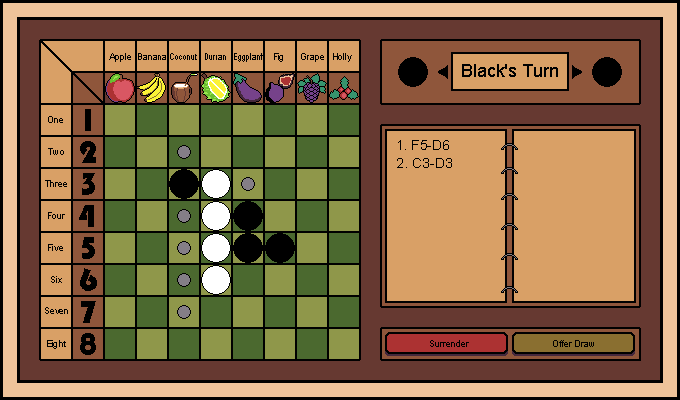 Apple Banana Coconut Durian Eggplant Fig Grape Holly
One 1
Two 2
Three 3
Four 4
Five 5
Six 6
Seven 7
Eight 8
Black's Turn
1. F5-D6
2. C3-D3
Surrender Offer Draw